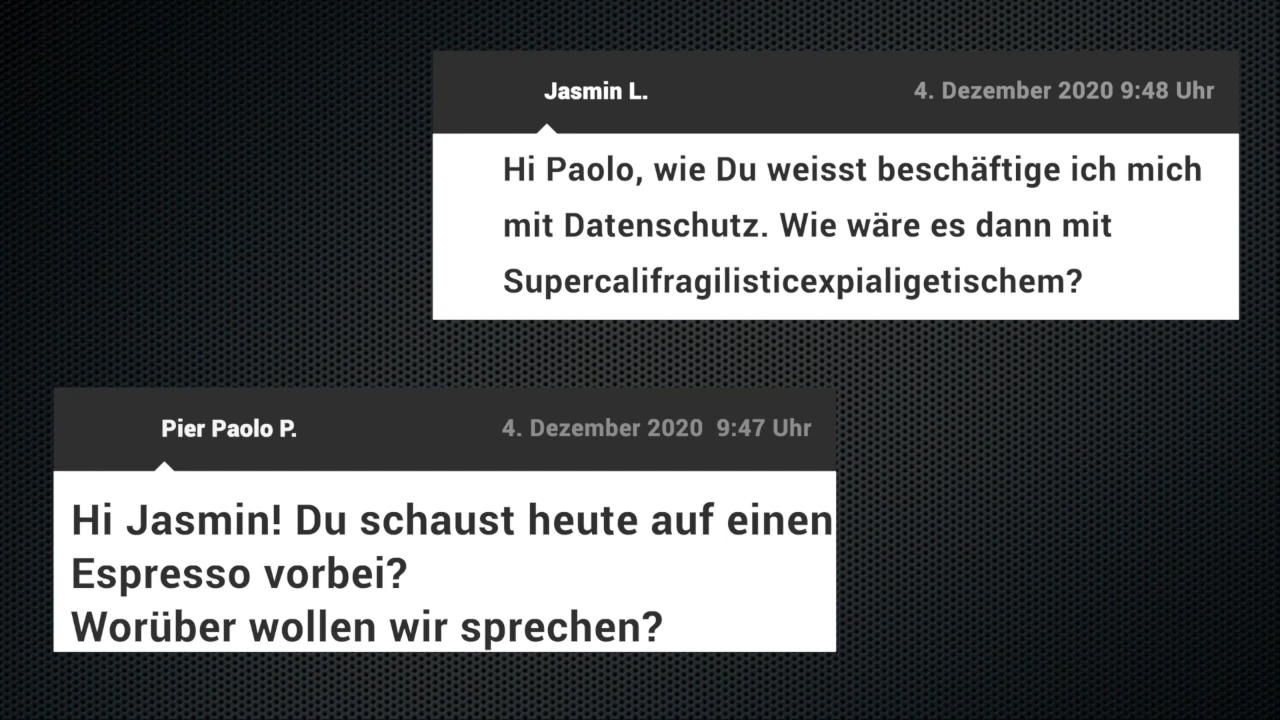 Jasmin L.
4. Dezember 2020 9:48 Uhr
Hi Paolo, wie Du weisst beschäftige ich mich
mit Datenschutz. Wie wäre es dann mit
Supercalifragilisticexpialigetischem?
Pier Paolo P.
4. Dezember 2020 9:47 Uhr
Hi Jasmin! Du schaust heute auf einen
Espresso vorbei?
Worüber wollen wir sprechen?